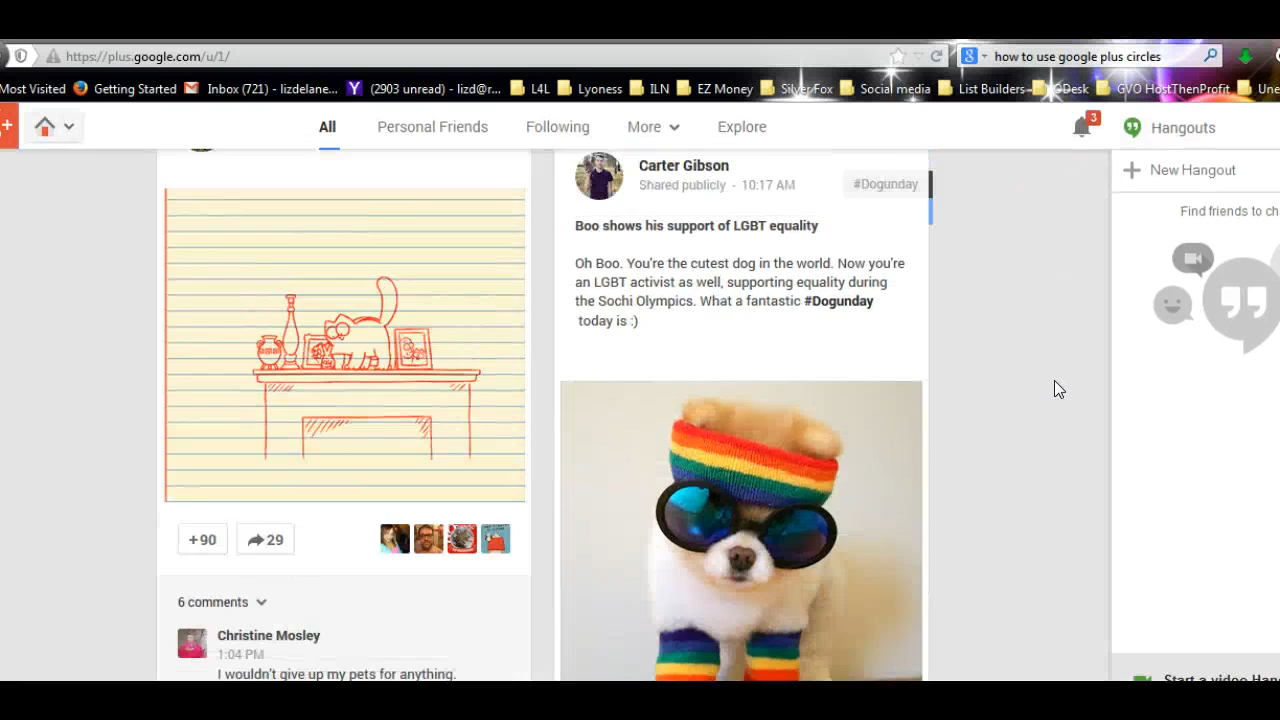 https://plus.google.com/u/1/
how to use google plus circles
Most Visited
Getting Started
Inbox (721) - lizdelane...
(2903 unread) - lizd@r...
L4L
Lyoness
ILN
EZ Money
Silver Fox
Social media
List Builders
ODesk
GVO HostThenProfit
All
Personal Friends
Following
More
Explore
3
Hangouts
New Hangout
Carter Gibson
Shared publicly - 10:17 AM
#Dogunday
Boo shows his support of LGBT equality
Oh Boo. You're the cutest dog in the world. Now you're
an LGBT activist as well, supporting equality during
the Sochi Olympics. What a fantastic #Dogunday
today is :)
Find friends to ch
+90
29
6 comments
Christine Mosley
1:04 PM
I wouldn't give up my pets for anything.
Start a video Han